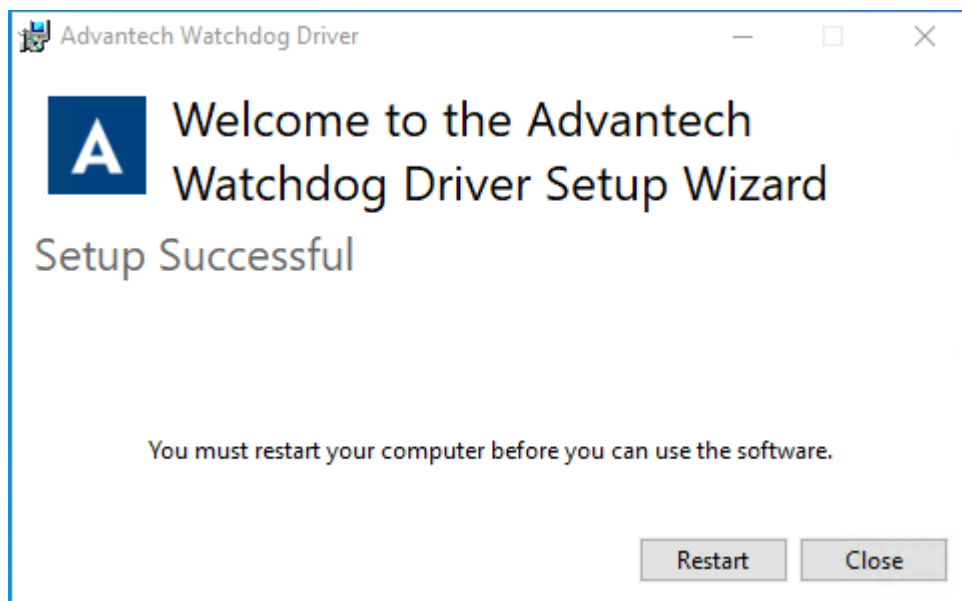 Advantech Watchdog Driver
A
Welcome to the Advantech
Watchdog Driver Setup Wizard
Setup Successful
You must restart your computer before you can use the software.
Restart Close